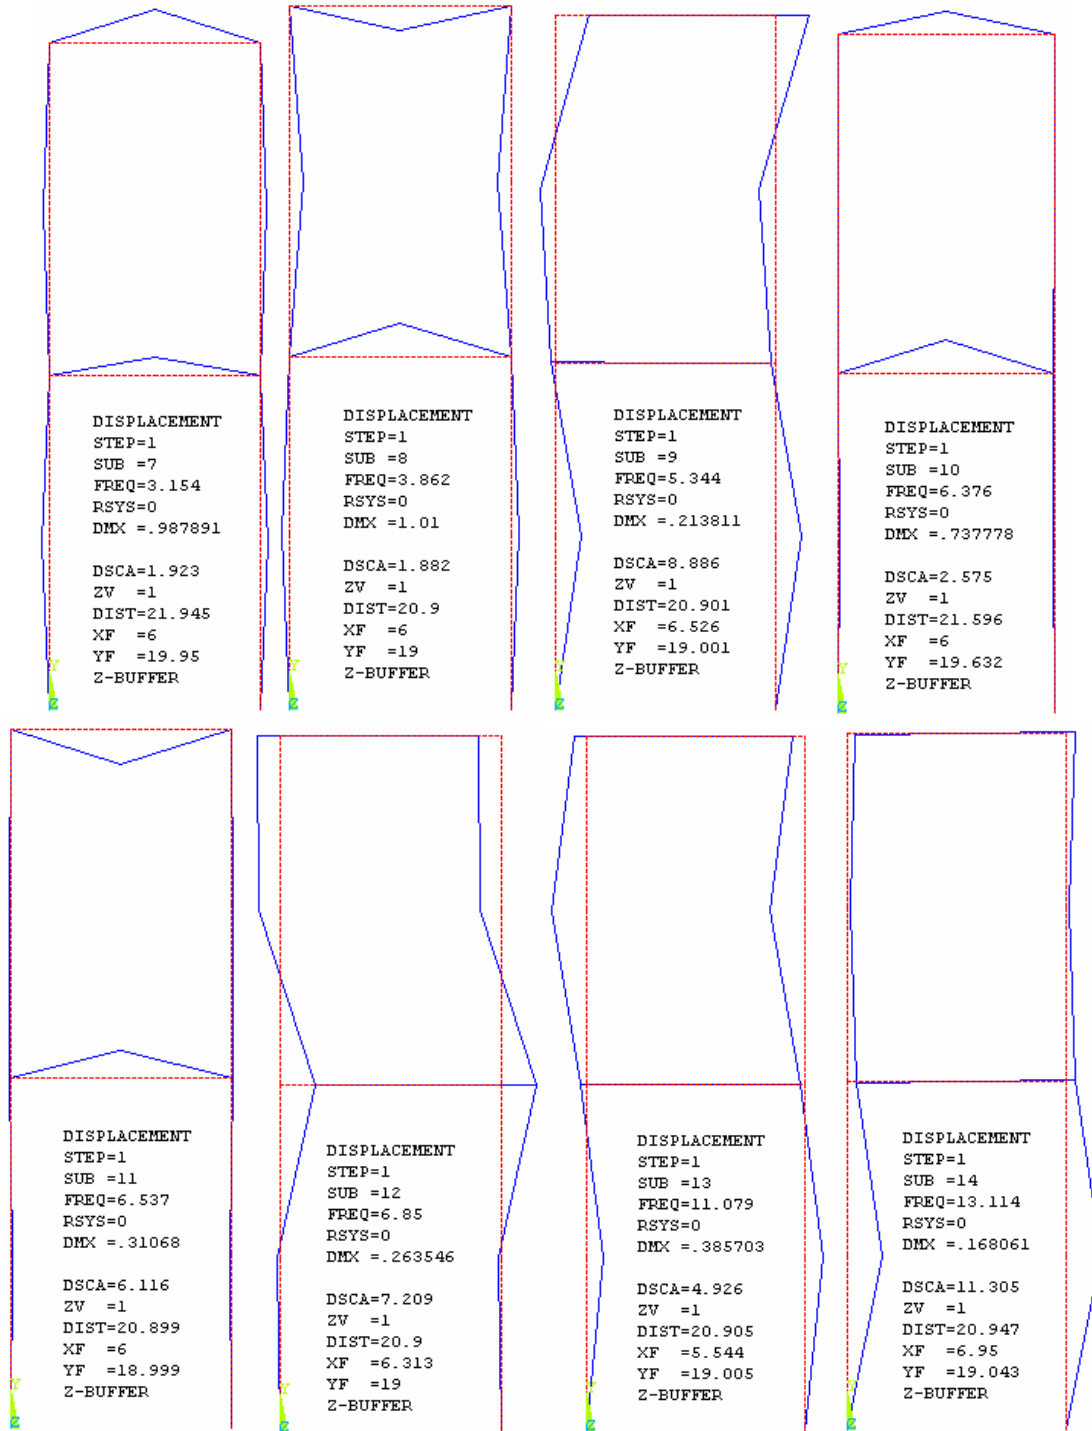 DISPLACEMENT
STEP=1
SUB =7
FREQ=3.154
RSYS=0
DMX =.987891
DSCA=1.923
ZV =1
DIST=21.945
XF =6
YF =19.95
Z-BUFFER
Y
Z
DISPLACEMENT
STEP=1
SUB =8
FREQ=3.862
RSYS=0
DMX =1.01
DSCA=1.882
ZV =1
DIST=20.9
XF =6
YF =19
Z-BUFFER
Y
Z
DISPLACEMENT
STEP=1
SUB =9
FREQ=5.344
RSYS=0
DMX =.213811
DSCA=8.886
ZV =1
DIST=20.901
XF =6.526
YF =19.001
Z-BUFFER
Y
Z
DISPLACEMENT
STEP=1
SUB =10
FREQ=6.376
RSYS=0
DMX =.737778
DSCA=2.575
ZV =1
DIST=21.596
XF =6
YF =19.632
Z-BUFFER
Y
Z
DISPLACEMENT
STEP=1
SUB =11
FREQ=6.537
RSYS=0
DMX =.31068
DSCA=6.116
ZV =1
DIST=20.899
XF =6
YF =18.999
Z-BUFFER
Y
Z
DISPLACEMENT
STEP=1
SUB =12
FREQ=6.85
RSYS=0
DMX =.263546
DSCA=7.209
ZV =1
DIST=20.9
XF =6.313
YF =19
Z-BUFFER
Y
Z
DISPLACEMENT
STEP=1
SUB =13
FREQ=11.079
RSYS=0
DMX =.385703
DSCA=4.926
ZV =1
DIST=20.905
XF =5.544
YF =19.005
Z-BUFFER
Y
Z
DISPLACEMENT
STEP=1
SUB =14
FREQ=13.114
RSYS=0
DMX =.168061
DSCA=11.305
ZV =1
DIST=20.947
XF =6.95
YF =19.043
Z-BUFFER
Y
Z